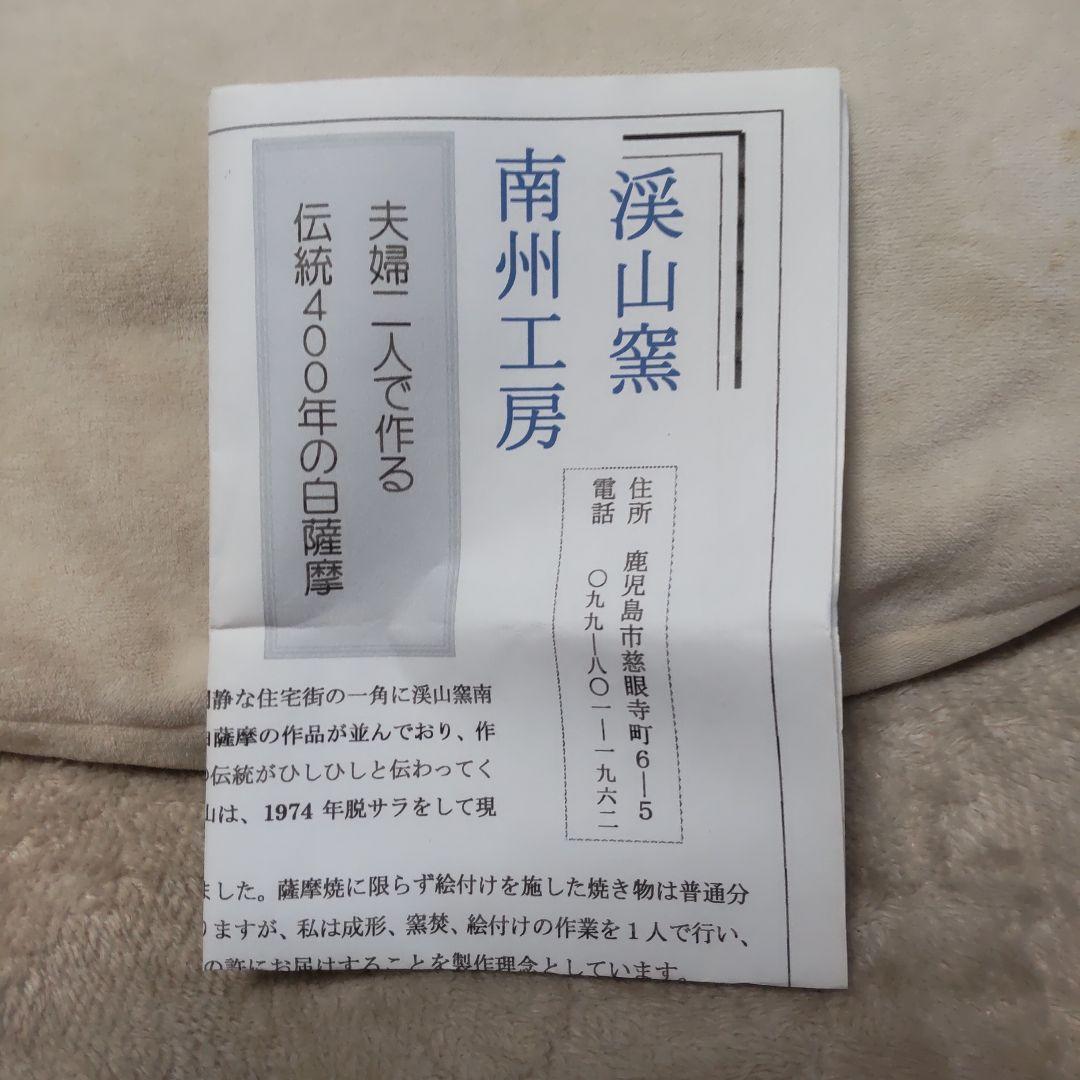 渓山窯
南州工房
住所 鹿児島市慈眼寺町6―5
電話 〇九九―八〇一―一九六二
夫婦二人で作る
伝統400年の白薩摩
静な住宅街の一角に渓山窯南
薩摩の作品が並んでおり、作
伝統がひしひしと伝わってく
山は、1974年脱サラをして現
ました。薩摩焼に限らず絵付けを施した焼き物は普通分
りますが、私は成形、窯焚、絵付けの作業を1人で行い、
の許にお届けすることを製作理念としています。